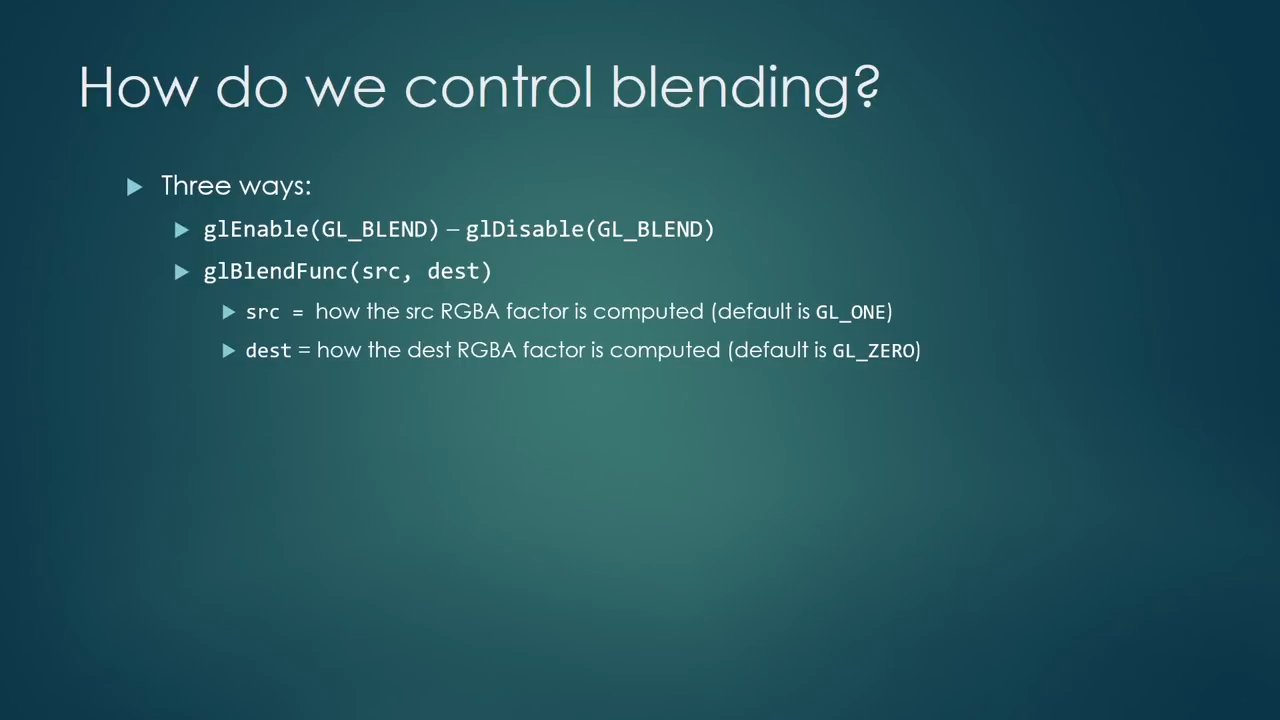 How do we control blending?
Three ways:
glEnable(GL_BLEND) – glDisable(GL_BLEND)
glBlendFunc(src, dest)
src = how the src RGBA factor is computed (default is GL_ONE)
dest = how the dest RGBA factor is computed (default is GL_ZERO)